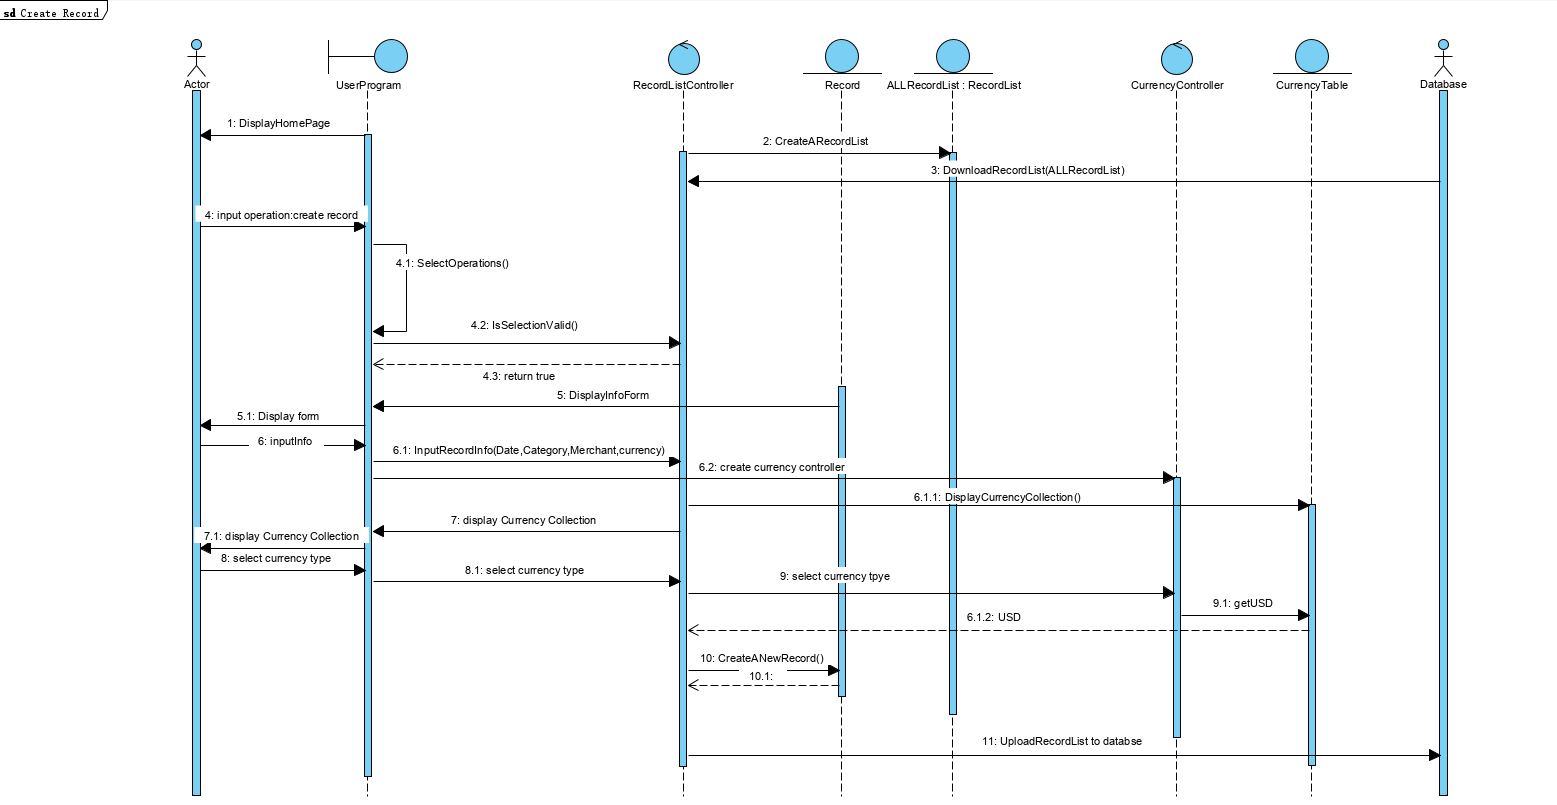 sd Create Record
Actor
UserProgram
RecordListController
Record
ALLRecordList : RecordList
CurrencyController
CurrencyTable
Database
1: DisplayHomePage
2: CreateARecordList
3: DownloadRecordList(ALLRecordList)
4: input operation:create record
4.1: SelectOperations()
4.2: IsSelectionValid()
4.3: return true
5: DisplayInfoForm
5.1: Display form
6: inputInfo
6.1: InputRecordInfo(Date,Category,Merchant,currency)
6.2: create currency controller
6.1.1: DisplayCurrencyCollection()
7: display Currency Collection
7.1: display Currency Collection
8: select currency type
8.1: select currency type
9: select currency tpye
9.1: getUSD
6.1.2: USD
10: CreateANewRecord()
10.1:
11: UploadRecordList to databse